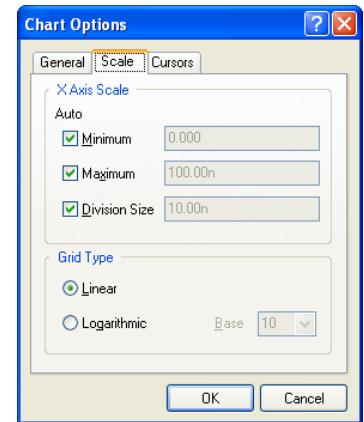 Chart Options
General Scale Cursors
X Axis Scale
Auto
Minimum 0.000
Maximum 100.00n
Division Size 10.00n
Grid Type
Linear
Logarithmic Base 10
OK Cancel